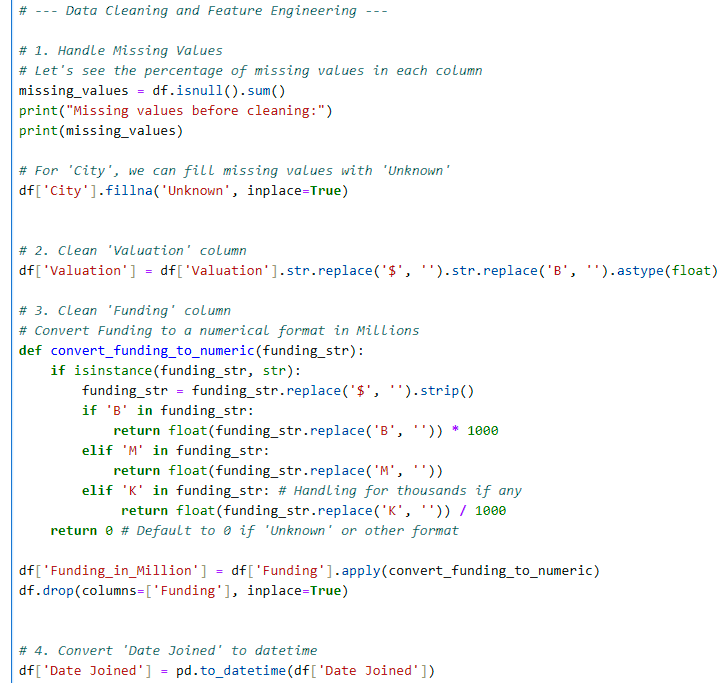 # --- Data Cleaning and Feature Engineering ---
# 1. Handle Missing Values
# Let's see the percentage of missing values in each column
missing_values = df.isnull().sum()
print("Missing values before cleaning:")
print(missing_values)
# For 'City', we can fill missing values with 'Unknown'
df['City'].fillna('Unknown', inplace=True)
# 2. Clean 'Valuation' column
df['Valuation'] = df['Valuation'].str.replace('$', '').str.replace('B', '').astype(float)
# 3. Clean 'Funding' column
# Convert Funding to a numerical format in Millions
def convert_funding_to_numeric(funding_str):
    if isinstance(funding_str, str):
        funding_str = funding_str.replace('$', '').strip()
        if 'B' in funding_str:
            return float(funding_str.replace('B', '')) * 1000
        elif 'M' in funding_str:
            return float(funding_str.replace('M', ''))
        elif 'K' in funding_str: # Handling for thousands if any
             return float(funding_str.replace('K', '')) / 1000
    return 0 # Default to 0 if 'Unknown' or other format
df['Funding_in_Million'] = df['Funding'].apply(convert_funding_to_numeric)
df.drop(columns=['Funding'], inplace=True)
# 4. Convert 'Date Joined' to datetime
df['Date Joined'] = pd.to_datetime(df['Date Joined'])